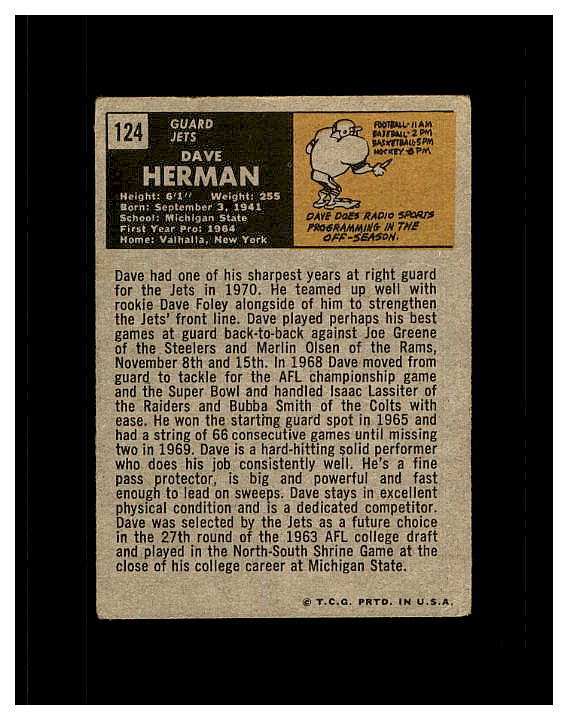 124
GUARD
JETS
DAVE
HERMAN
Height: 6'1" Weight: 255
Born: September 3, 1941
School: Michigan State
First Year Pro: 1964
Home: Valhalla, New York
FOOTBALL-11AM
BASEBALL-2 PM
BASKETBALL-5PM
HOCKEY-8PM
DAVE DOES RADIO SPORTS
PROGRAMMING IN THE
OFF-SEASON.
Dave had one of his sharpest years at right guard
for the Jets in 1970. He teamed up well with
rookie Dave Foley alongside of him to strengthen
the Jets' front line. Dave played perhaps his best
games at guard back-to-back against Joe Greene
of the Steelers and Merlin Olsen of the Rams,
November 8th and 15th. In 1968 Dave moved from
guard to tackle for the AFL championship game
and the Super Bowl and handled Isaac Lassiter of
the Raiders and Bubba Smith of the Colts with
ease. He won the starting guard spot in 1965 and
had a string of 66 consecutive games until missing
two in 1969. Dave is a hard-hitting solid performer
who does his job consistently well. He's a fine
pass protector, is big and powerful and fast
enough to lead on sweeps. Dave stays in excellent
physical condition and is a dedicated competitor.
Dave was selected by the Jets as a future choice
in the 27th round of the 1963 AFL college draft
and played in the North-South Shrine Game at the
close of his college career at Michigan State.
© T.C.G. PRTD. IN U.S.A.